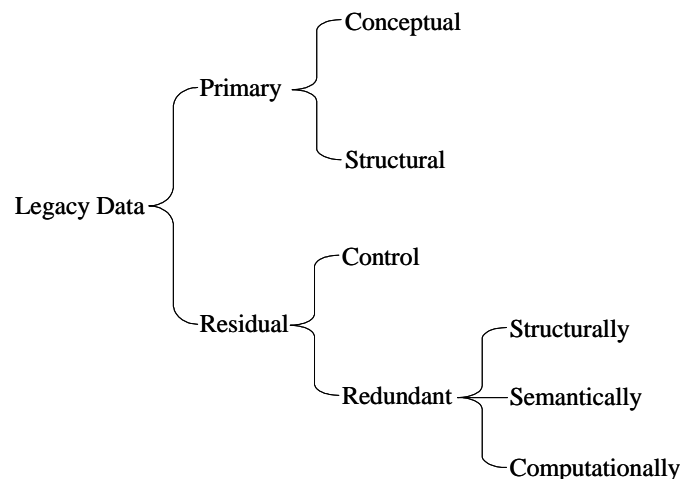 Conceptual
Primary
Structural
Legacy Data
Control
Residual
Structurally
Redundant
Semantically
Computationally